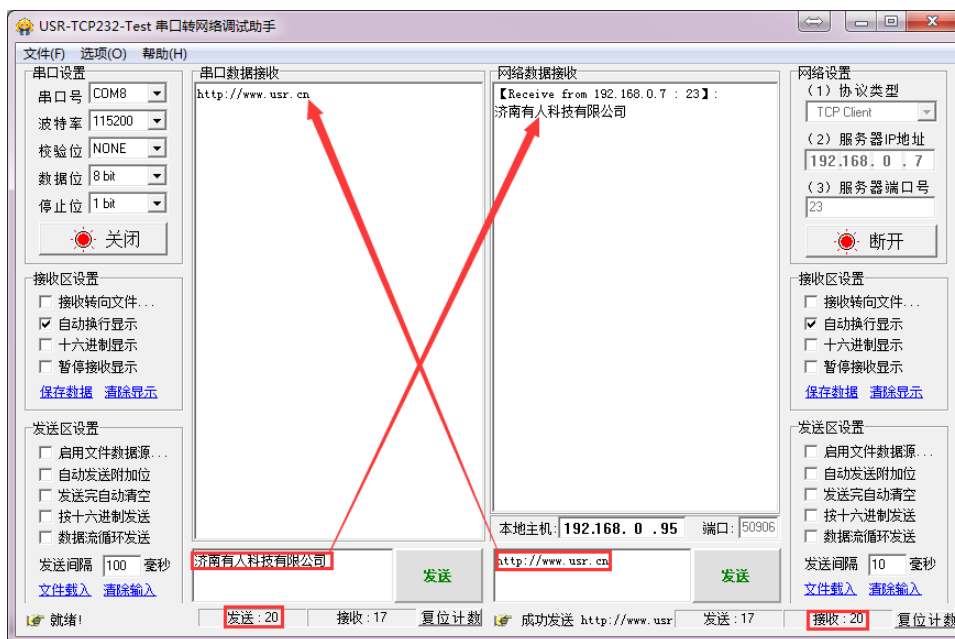 USR-TCP232-Test 串口转网络调试助手
文件(F) 选项(O) 帮助(H)
串口设置
串口号 COM8
波特率 115200
校验位 NONE
数据位 8 bit
停止位 1 bit
关闭
接收区设置
接收转向文件...
自动换行显示
十六进制显示
暂停接收显示
保存数据 清除显示
发送区设置
启用文件数据源...
自动发送附加位
发送完自动清空
按十六进制发送
数据流循环发送
发送间隔 100 毫秒
文件载入 清除输入
就绪!
串口数据接收
http://www.usr.cn
济南有人科技有限公司
发送
发送:20 接收:17 复位计数
网络数据接收
【Receive from 192.168.0.7 : 23】:
济南有人科技有限公司
本地主机: 192.168. 0 .95 端口: 50906
http://www.usr.cn
发送
成功发送 http://www.usr 发送:17 接收:20 复位计数
网络设置
(1) 协议类型
TCP Client
(2) 服务器IP地址
192.168. 0 . 7
(3) 服务器端口号
23
断开
接收区设置
接收转向文件...
自动换行显示
十六进制显示
暂停接收显示
保存数据 清除显示
发送区设置
启用文件数据源...
自动发送附加位
发送完自动清空
按十六进制发送
数据流循环发送
发送间隔 10 毫秒
文件载入 清除输入